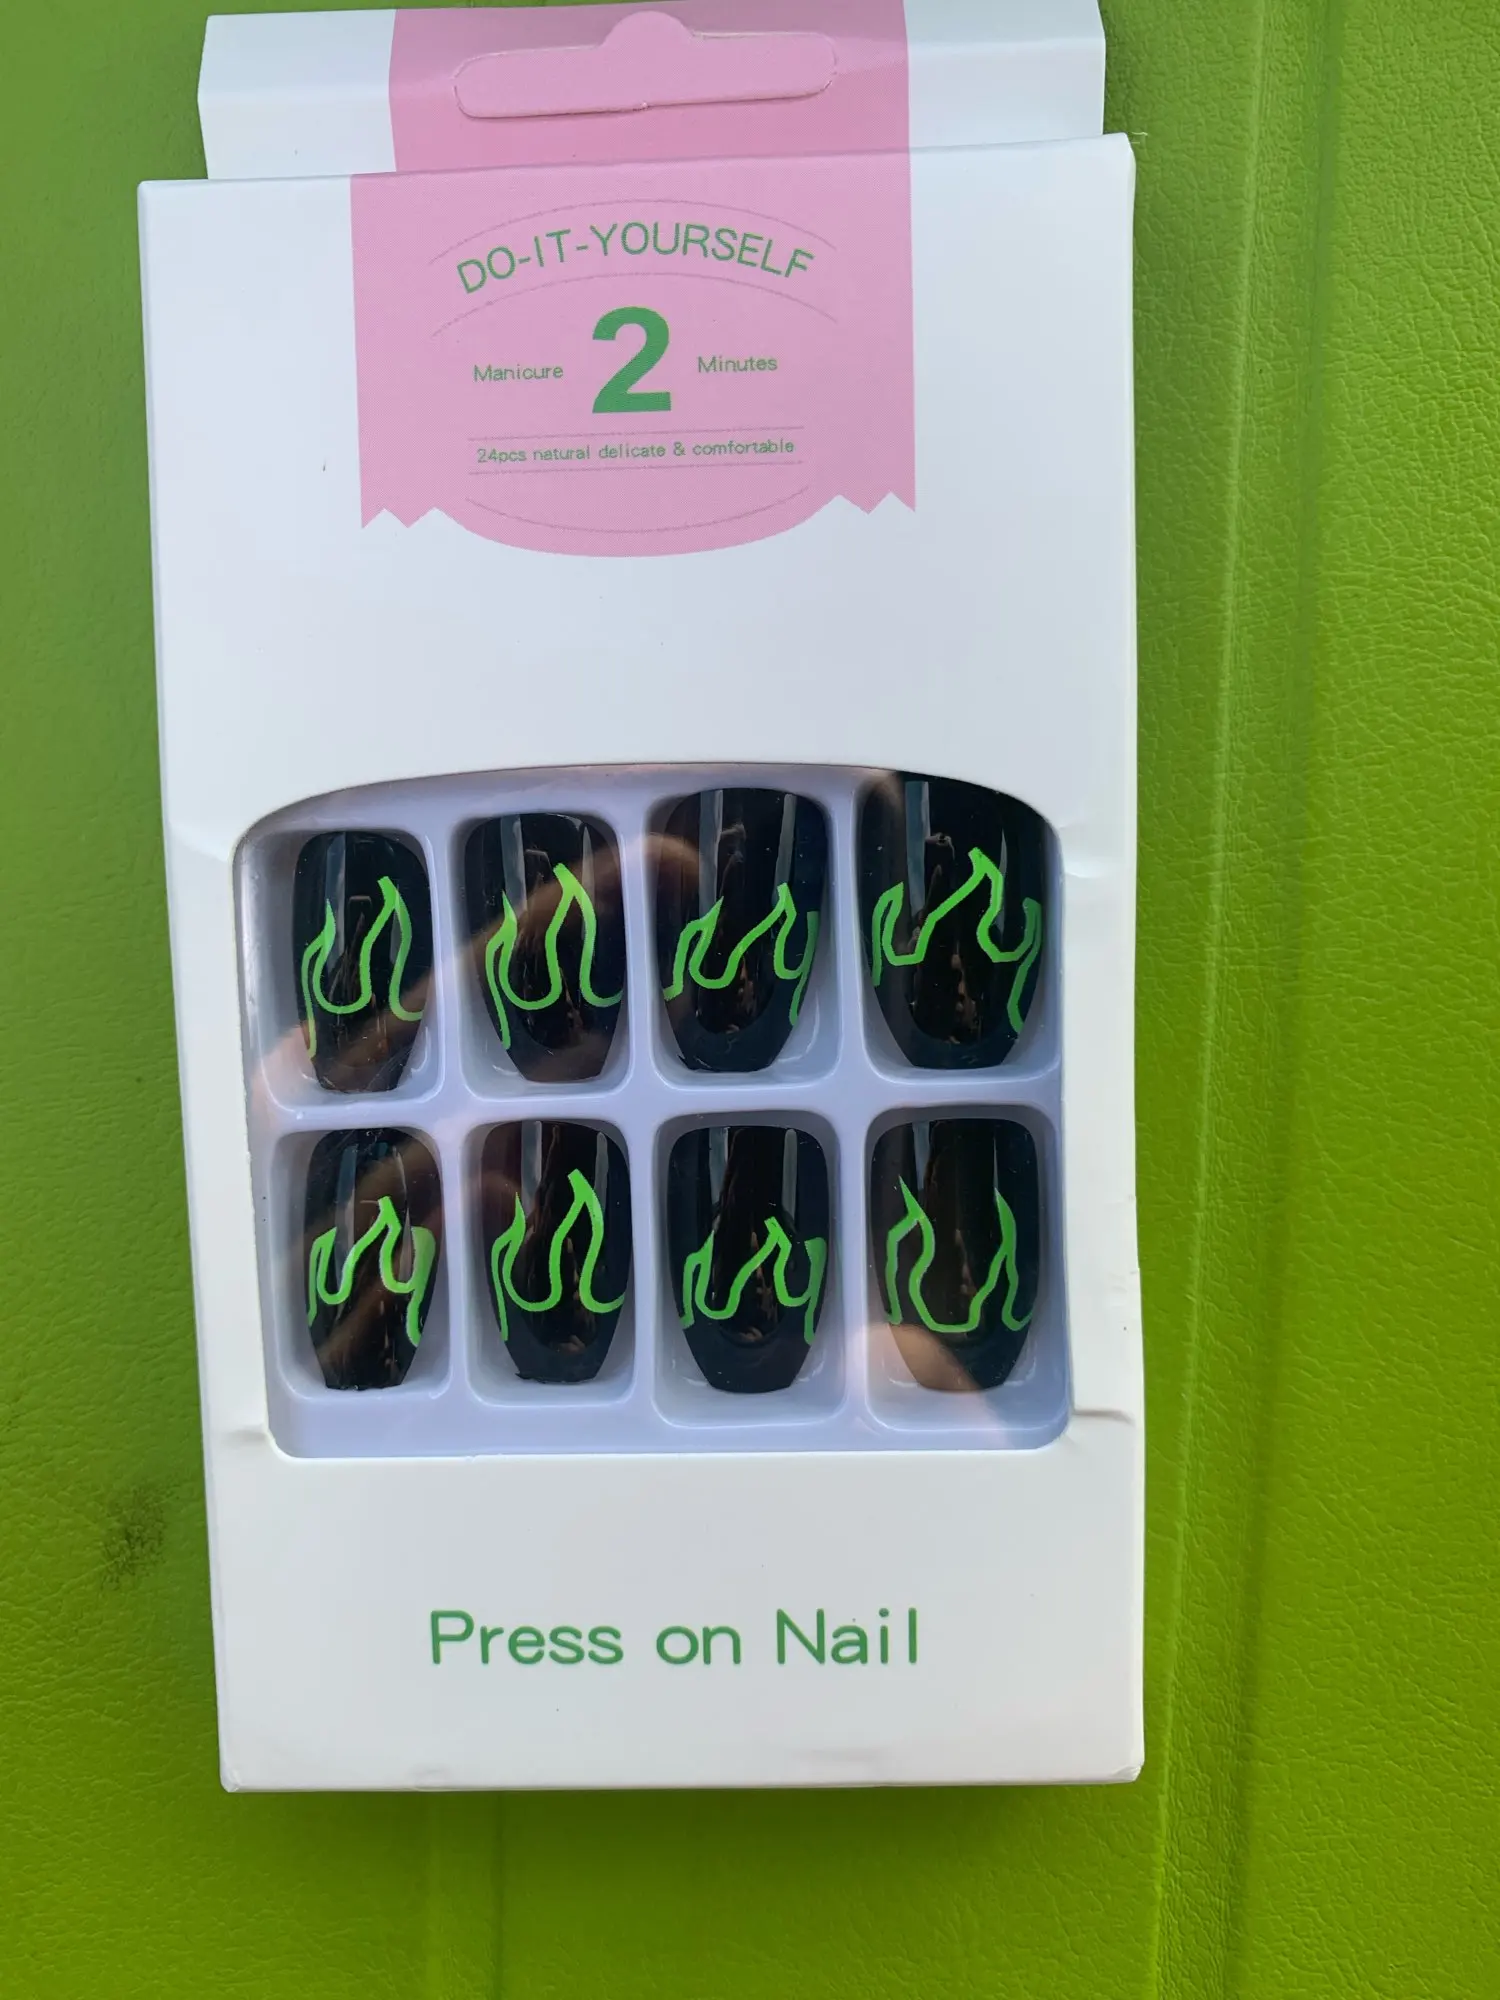 DO-IT-YOURSELF
Manicure 2 Minutes
24pcs natural delicate & comfortable
Press on Nail